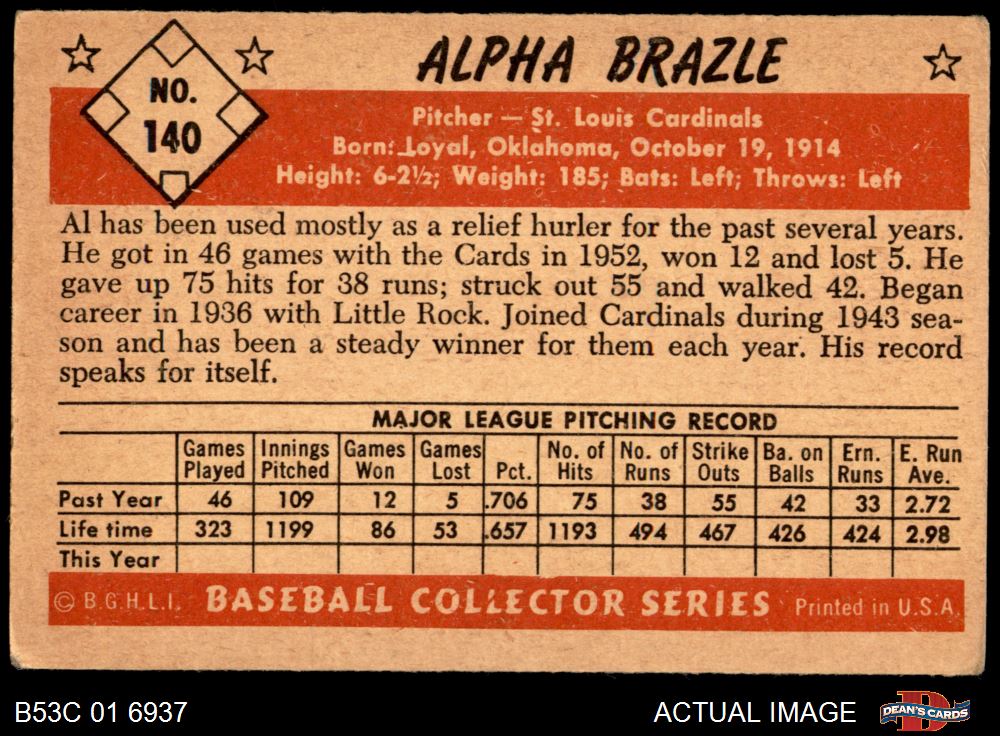 ALPHA BRAZLE
NO.
140
Pitcher — St. Louis Cardinals
Born: Loyal, Oklahoma, October 19, 1914
Height: 6-2½; Weight: 185; Bats: Left; Throws: Left
Al has been used mostly as a relief hurler for the past several years.
He got in 46 games with the Cards in 1952, won 12 and lost 5. He
gave up 75 hits for 38 runs; struck out 55 and walked 42. Began
career in 1936 with Little Rock. Joined Cardinals during 1943 sea-
son and has been a steady winner for them each year. His record
speaks for itself.
MAJOR LEAGUE PITCHING RECORD
Games Innings Games Games No. of No. of Strike Ba. on Ern. E. Run
Played Pitched Won Lost Pct. Hits Runs Outs Balls Runs Ave.
Past Year 46 109 12 5 .706 75 38 55 42 33 2.72
Life time 323 1199 86 53 .657 1193 494 467 426 424 2.98
This Year
© B.G.H.L.I. BASEBALL COLLECTOR SERIES Printed in U.S.A.
B53C 01 6937 ACTUAL IMAGE D DEAN'S CARDS